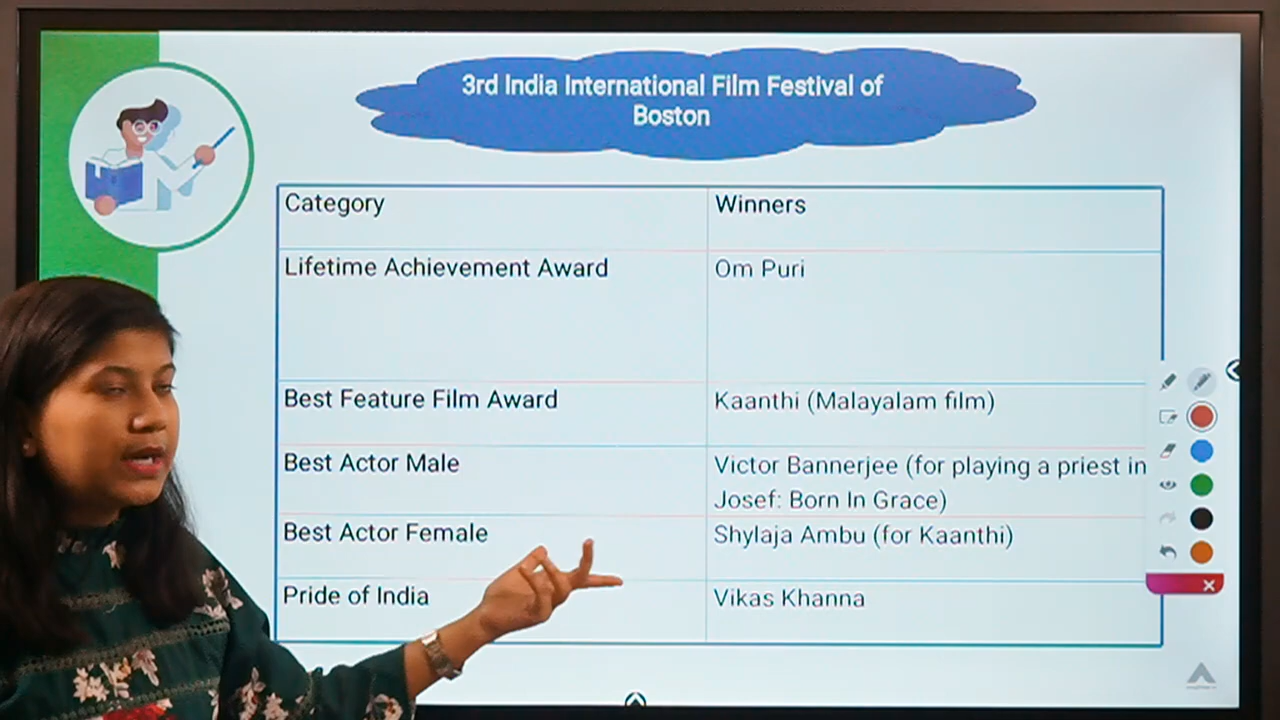 3rd India International Film Festival of
Boston
Category
Winners
Lifetime Achievement Award
Om Puri
Best Feature Film Award
Kaanthi (Malayalam film)
Best Actor Male
Victor Bannerjee (for playing a priest in
Josef: Born In Grace)
Best Actor Female
Shylaja Ambu (for Kaanthi)
Pride of India
Vikas Khanna